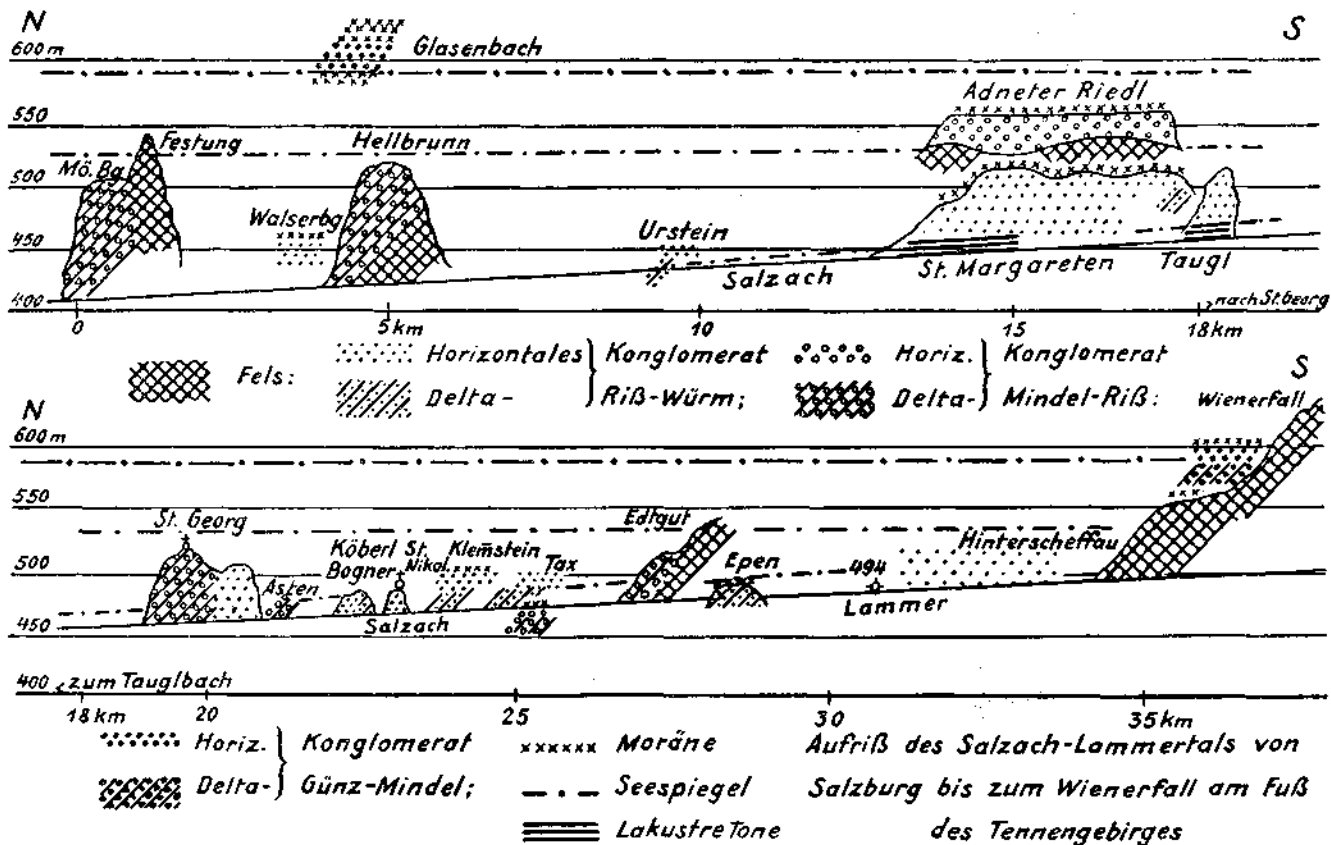 N
S
600 m
Glasenbach
Adneter Riedl
550
Festung
Hellbrunn
Mö. Bg.
500
Walserbg
Urstein
450
Salzach
St. Margareten
Taugl
400
nach St. Georg
0
5 km
10
15
18 km
Fels:
Horizontales
Delta-
Konglomerat
Riß-Würm;
Horiz.
Delta-
Konglomerat
Mindel-Riß:
N
S
Wienerfall
600 m
550
St. Georg
Edtgut
Köberl
Bogner
St.
Nikol.
Klemstein
Tax
500
Asten
Epen
494
Hinterscheffau
Salzach
Lammer
450
400
zum Tauglbach
18 km
20
25
30
35 km
Horiz.
Delta-
Konglomerat
Günz-Mindel;
Moräne
Seespiegel
Lakustre Tone
Aufriß des Salzach-Lammertals von
Salzburg bis zum Wienerfall am Fuß
des Tennengebirges